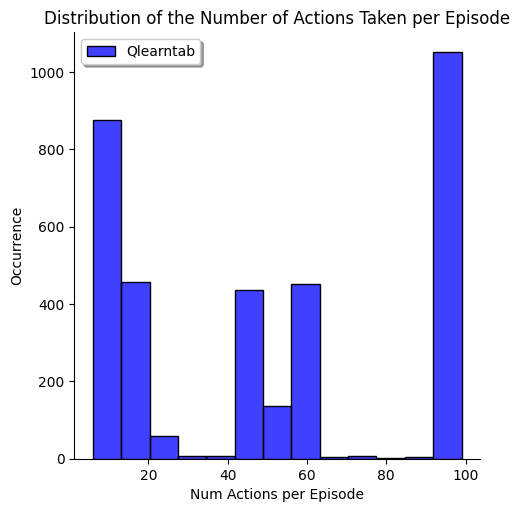 Distribution of the Number of Actions Taken per Episode
Qlearntab
1000
800
600
400
200
0
Occurrence
20 40 60 80 100
Num Actions per Episode